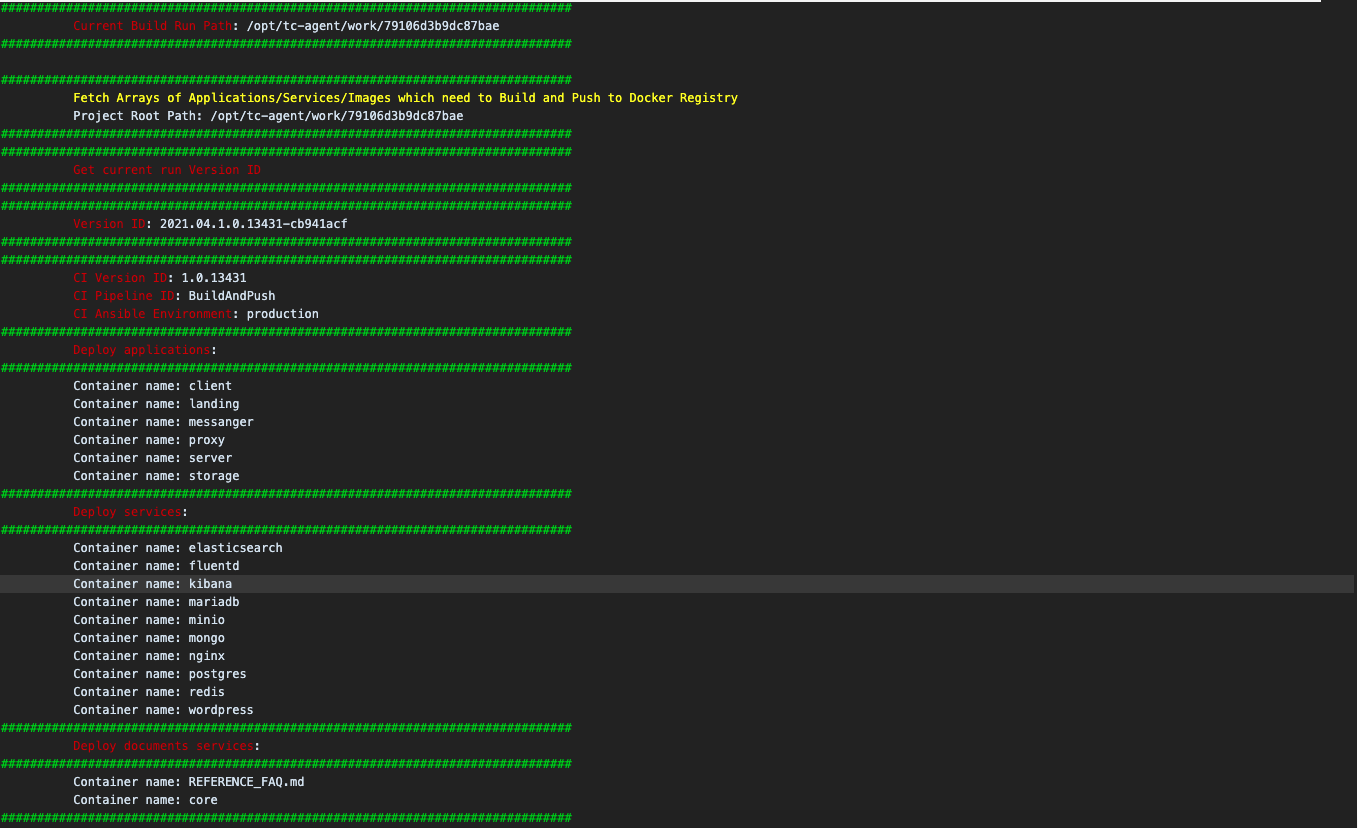 ###############################################################################
Current Build Run Path: /opt/tc-agent/work/79106d3b9dc87bae
###############################################################################
###############################################################################
Fetch Arrays of Applications/Services/Images which need to Build and Push to Docker Registry
Project Root Path: /opt/tc-agent/work/79106d3b9dc87bae
###############################################################################
###############################################################################
Get current run Version ID
###############################################################################
###############################################################################
Version ID: 2021.04.1.0.13431-cb941acf
###############################################################################
###############################################################################
CI Version ID: 1.0.13431
CI Pipeline ID: BuildAndPush
CI Ansible Environment: production
###############################################################################
Deploy applications:
###############################################################################
Container name: client
Container name: landing
Container name: messanger
Container name: proxy
Container name: server
Container name: storage
###############################################################################
Deploy services:
###############################################################################
Container name: elasticsearch
Container name: fluentd
Container name: kibana
Container name: mariadb
Container name: minio
Container name: mongo
Container name: nginx
Container name: postgres
Container name: redis
Container name: wordpress
###############################################################################
Deploy documents services:
###############################################################################
Container name: REFERENCE_FAQ.md
Container name: core
###############################################################################